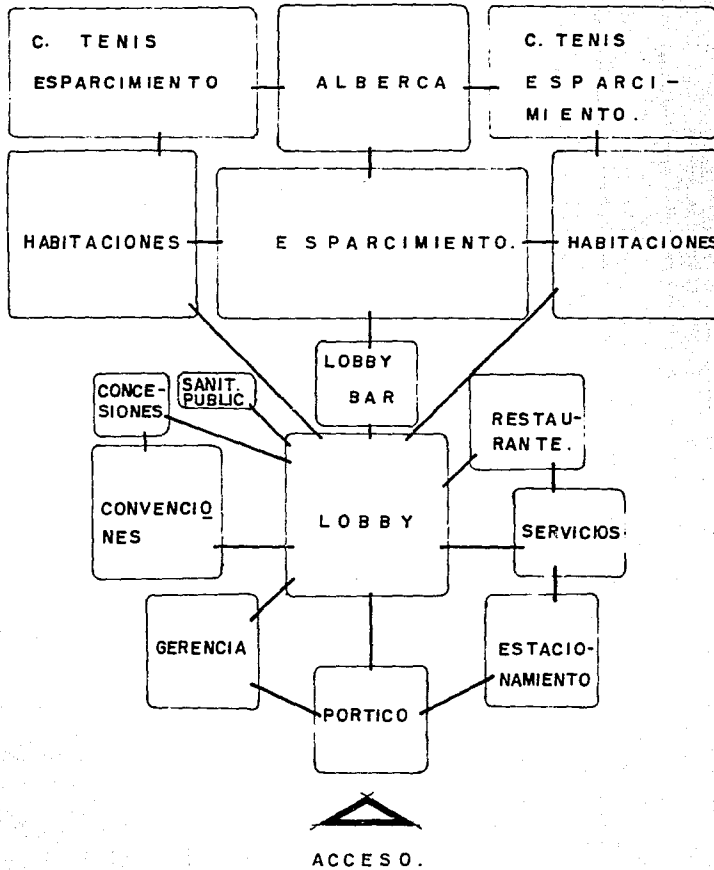 C. TENIS
ESPARCIMIENTO
ALBERCA
C. TENIS
ESPARCI-
MIENTO.
HABITACIONES
ESPARCIMIENTO.
HABITACIONES
LOBBY
BAR
CONCE-
SIONES
SANIT.
PUBLIC
RESTAU-
RANTE.
CONVENCIO
NES
LOBBY
SERVICIOS
GERENCIA
ESTACIO-
NAMIENTO
PORTICO
ACCESO.